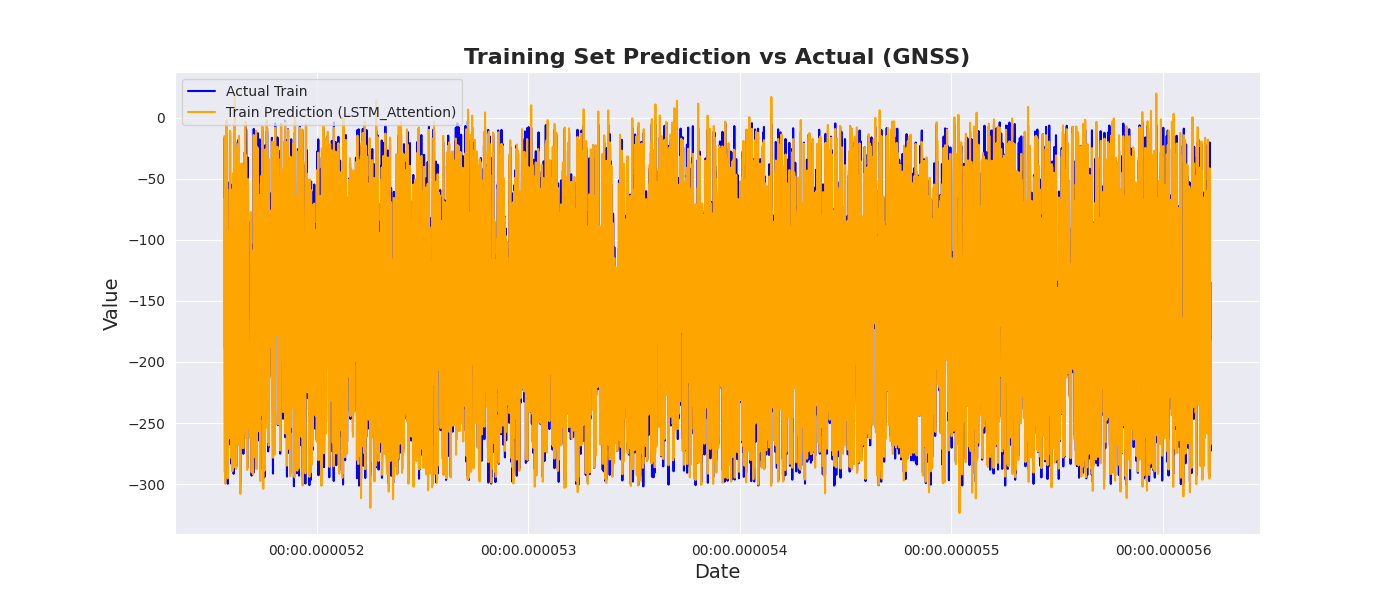 Training Set Prediction vs Actual (GNSS)
Actual Train
Train Prediction (LSTM_Attention)
Value
0
−50
−100
−150
−200
−250
−300
00:00.000052
00:00.000053
00:00.000054
00:00.000055
00:00.000056
Date